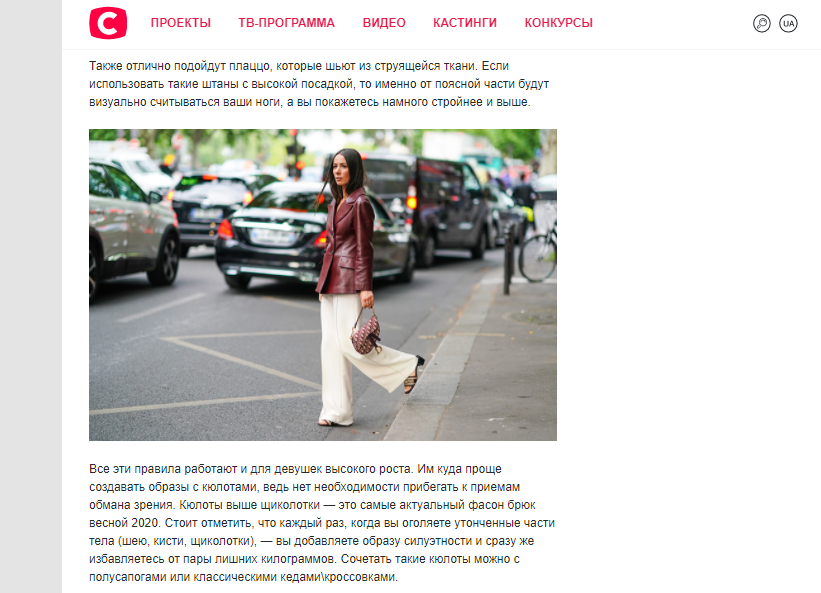 С
ПРОЕКТЫ ТВ-ПРОГРАММА ВИДЕО КАСТИНГИ КОНКУРСЫ UA
Также отлично подойдут плаццо, которые шьют из струящейся ткани. Если
использовать такие штаны с высокой посадкой, то именно от поясной части будут
визуально считываться ваши ноги, а вы покажетесь намного стройнее и выше.
Все эти правила работают и для девушек высокого роста. Им куда проще
создавать образы с кюлотами, ведь нет необходимости прибегать к приемам
обмана зрения. Кюлоты выше щиколотки — это самые актуальный фасон брюк
весной 2020. Стоит отметить, что каждый раз, когда вы оголяете утонченные части
тела (шею, кисти, щиколотки), — вы добавляете образу силуэтности и сразу же
избавляетесь от пары лишних килограммов. Сочетать такие кюлоты можно с
полусапогами или классическими кедами\кроссовками.